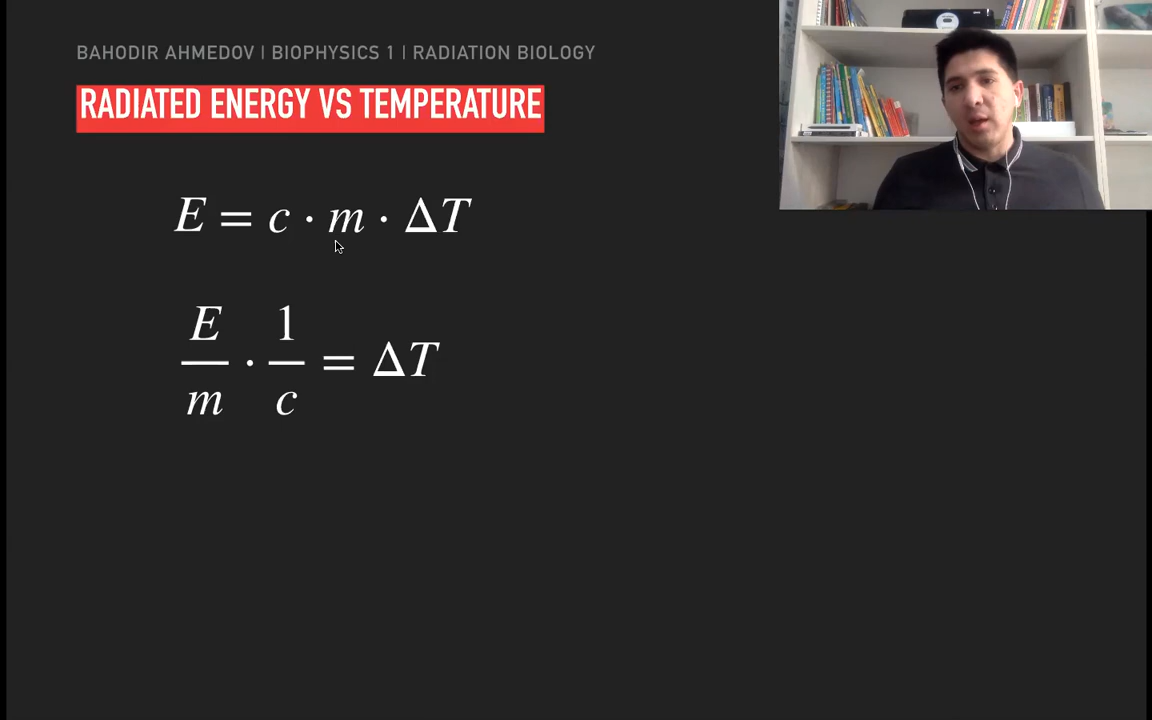 BAHODIR AHMEDOV | BIOPHYSICS 1 | RADIATION BIOLOGY
RADIATED ENERGY VS TEMPERATURE
E = c · m · ΔT
E/m · 1/c = ΔT